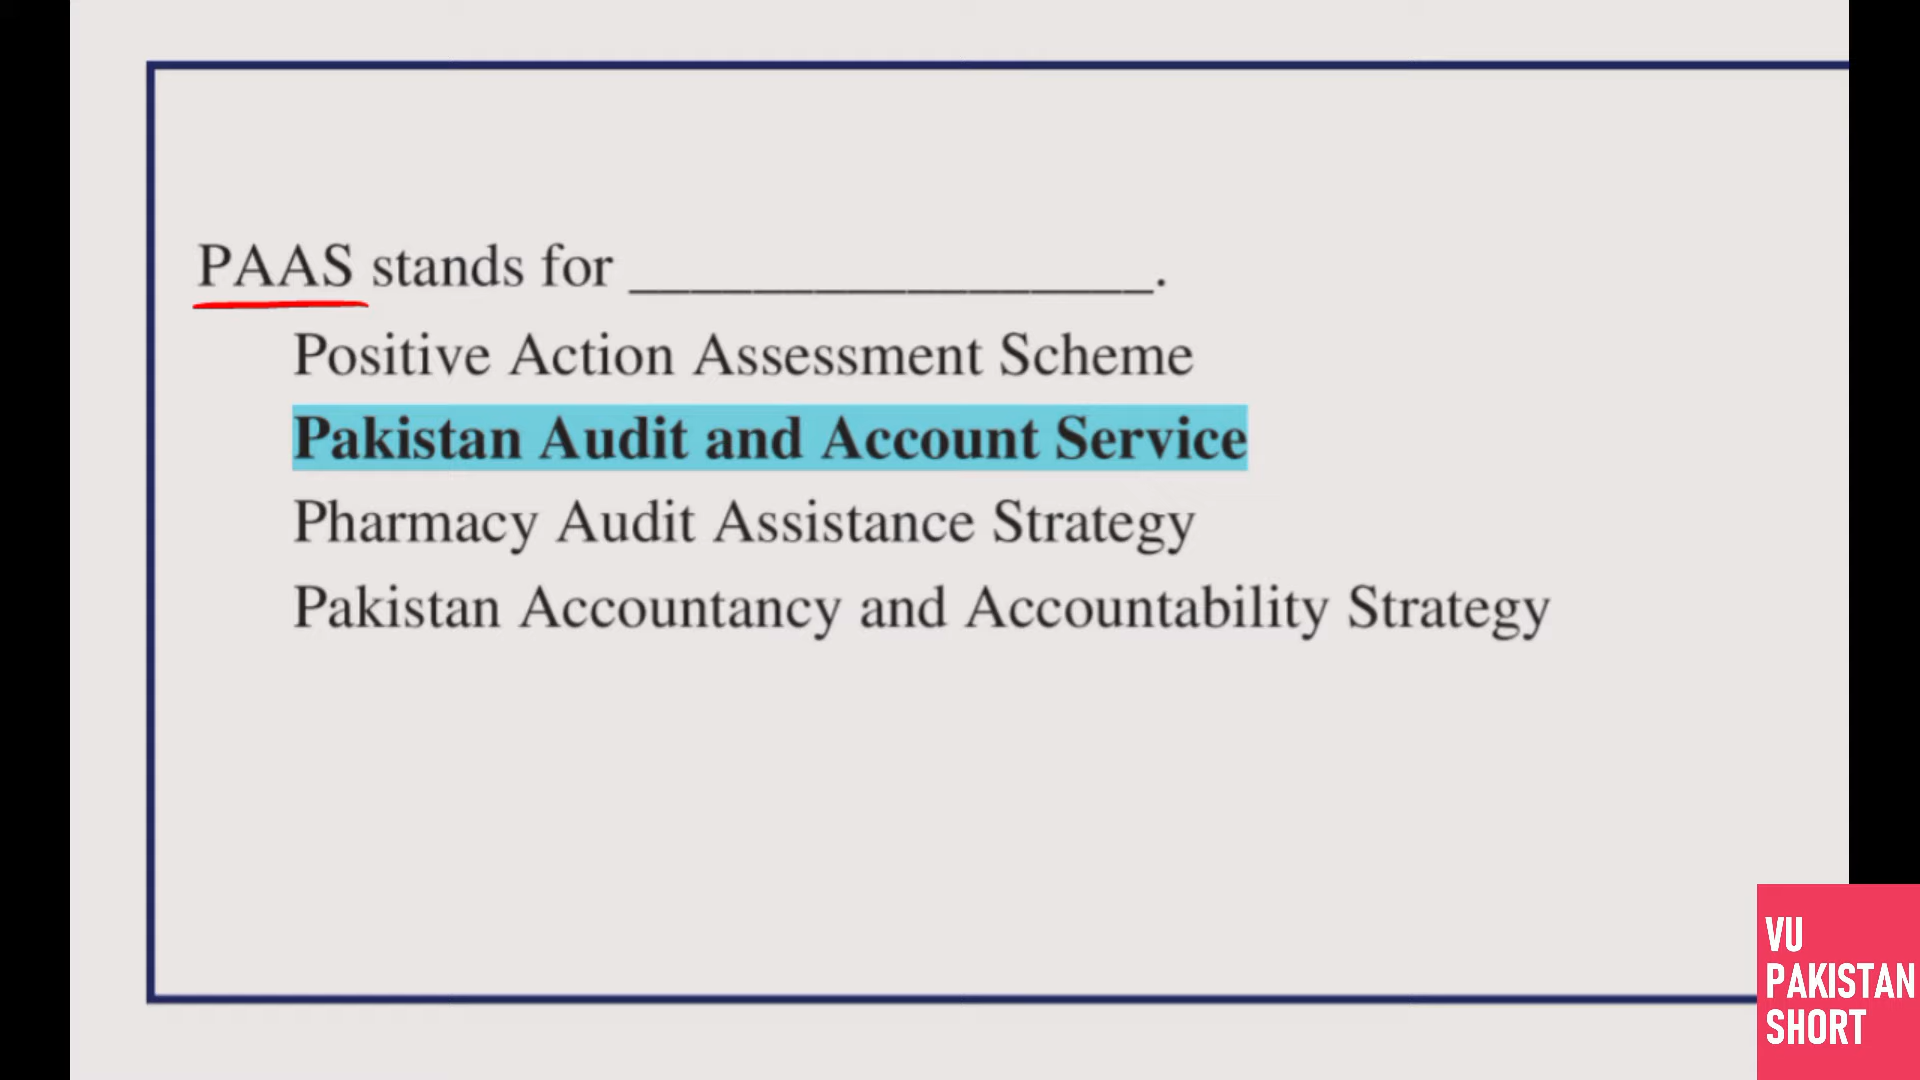 PAAS stands for _________________.
Positive Action Assessment Scheme
Pakistan Audit and Account Service
Pharmacy Audit Assistance Strategy
Pakistan Accountancy and Accountability Strategy
VU
PAKISTAN
SHORT